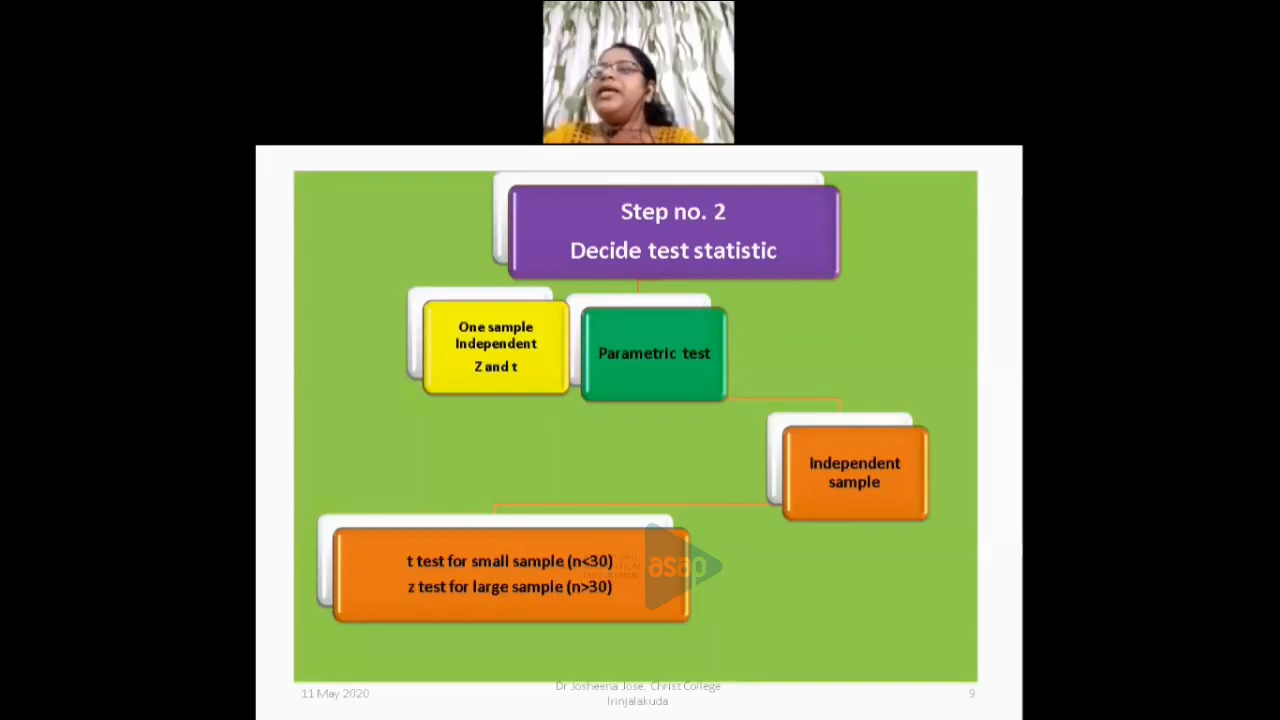 Step no. 2
Decide test statistic
One sample
Independent
Z and t
Parametric test
Independent
sample
t test for small sample (n<30)
z test for large sample (n>30)
asap
11 May 2020
Dr Josheena Jose, Christ College
Irinjalakuda
9